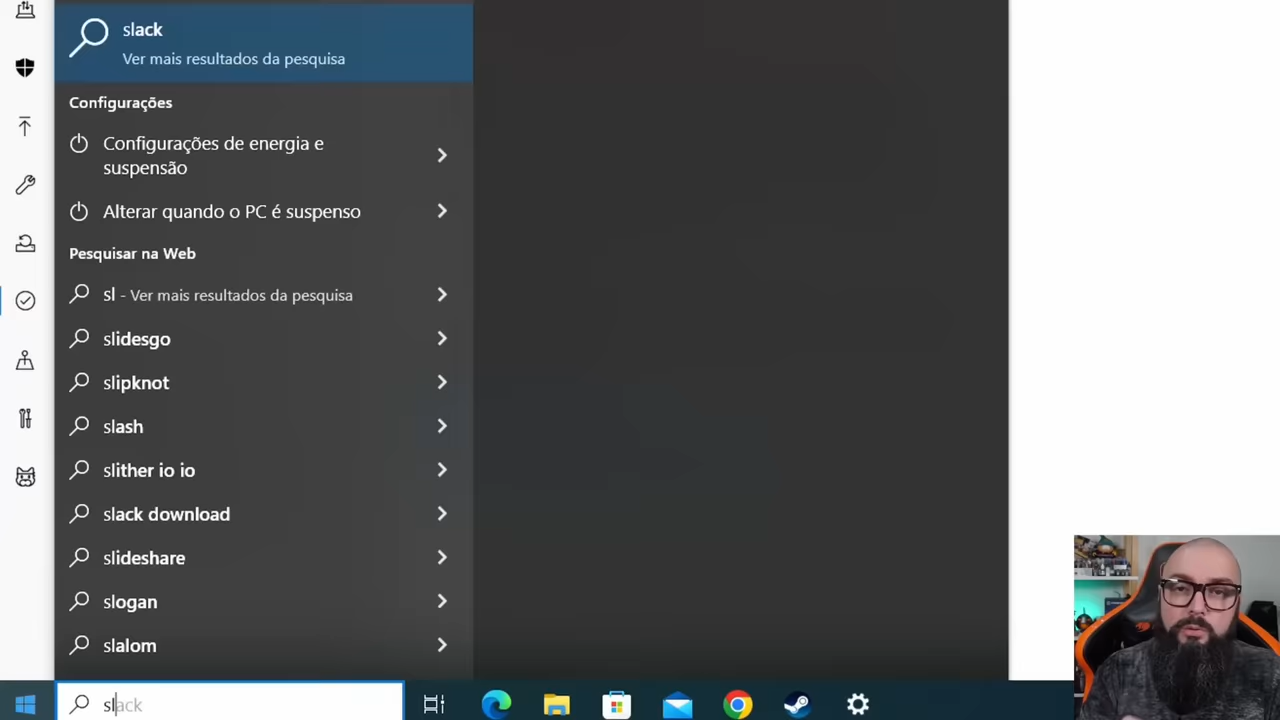 slack
Ver mais resultados da pesquisa
Configurações
Configurações de energia e
suspensão
Alterar quando o PC é suspenso
Pesquisar na Web
sl - Ver mais resultados da pesquisa
slidesgo
slipknot
slash
slither io io
slack download
slideshare
slogan
slalom
slack